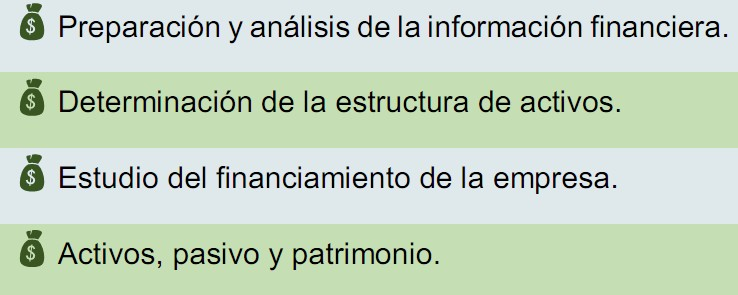 Preparación y análisis de la información financiera.
Determinación de la estructura de activos.
Estudio del financiamiento de la empresa.
Activos, pasivo y patrimonio.